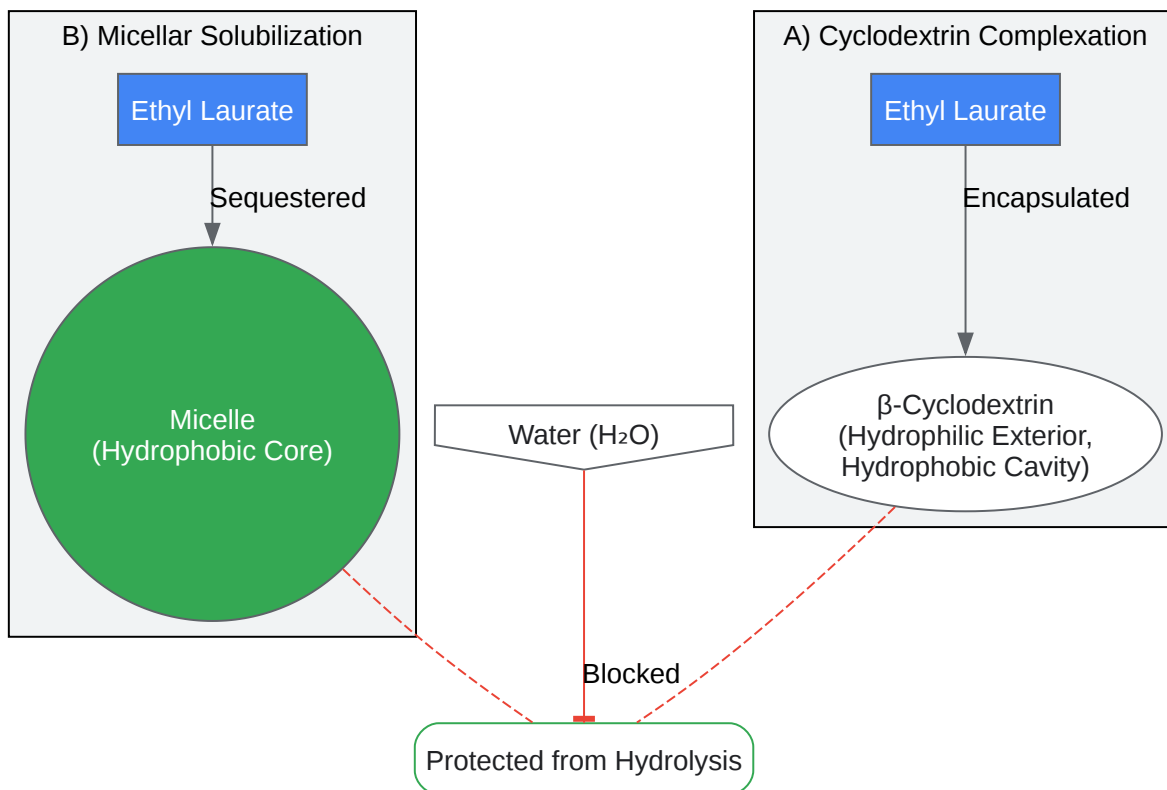 B) Micellar Solubilization
Ethyl Laurate
Sequestered
Micelle
(Hydrophobic Core)
A) Cyclodextrin Complexation
Ethyl Laurate
Encapsulated
β-Cyclodextrin
(Hydrophilic Exterior,
Hydrophobic Cavity)
Water (H₂O)
Blocked
Protected from Hydrolysis